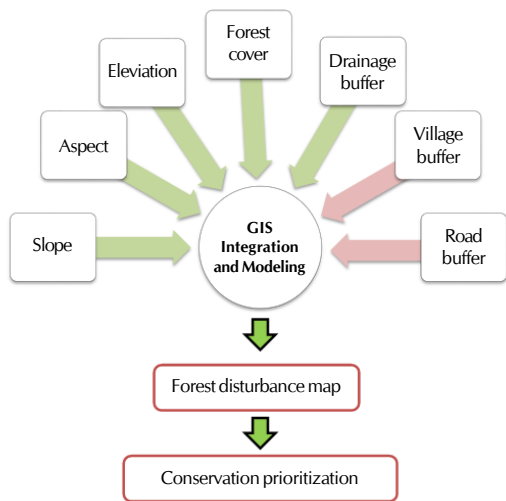 Forest
cover
Eleviation
Drainage
buffer
Aspect
Village
buffer
Slope
GIS
Integration
and Modeling
Road
buffer
Forest disturbance map
Conservation prioritization